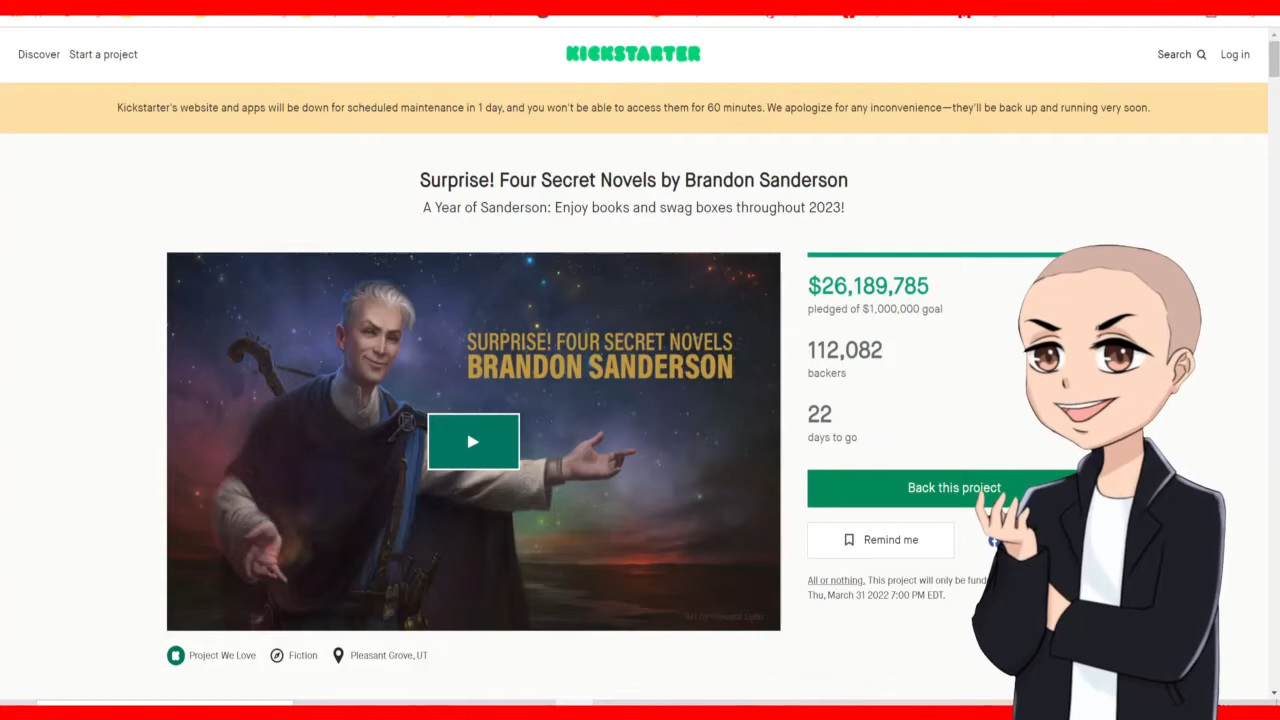 Discover Start a project KICKSTARTER Search Log in
Kickstarter's website and apps will be down for scheduled maintenance in 1 day, and you won't be able to access them for 60 minutes. We apologize for any inconvenience—they'll be back up and running very soon.
Surprise! Four Secret Novels by Brandon Sanderson
A Year of Sanderson: Enjoy books and swag boxes throughout 2023!
SURPRISE! FOUR SECRET NOVELS
BRANDON SANDERSON
$26,189,785
pledged of $1,000,000 goal
112,082
backers
22
days to go
Back this project
Remind me
All or nothing. This project will only be fund
Thu, March 31 2022 7:00 PM EDT.
Project We Love Fiction Pleasant Grove, UT